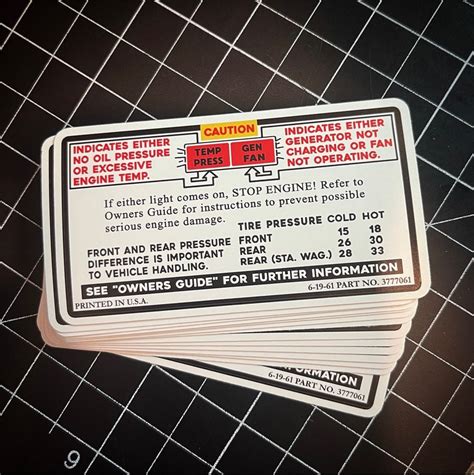 CAUTION
INDICATES EITHER
NO OIL PRESSURE
OR EXCESSIVE
ENGINE TEMP.
TEMP
PRESS
GEN
FAN
INDICATES EITHER
GENERATOR NOT
CHARGING OR FAN
NOT OPERATING.
If either light comes on, STOP ENGINE! Refer to
Owners Guide for instructions to prevent possible
serious engine damage.
FRONT AND REAR PRESSURE
DIFFERENCE IS IMPORTANT
TO VEHICLE HANDLING.
TIRE PRESSURE COLD HOT
FRONT 15 18
REAR 26 30
REAR (STA. WAG.) 28 33
SEE "OWNERS GUIDE" FOR FURTHER INFORMATION
PRINTED IN U.S.A. 6-19-61 PART NO. 3777061
INFORMATION
6-19-61 PART NO. 3777061
9